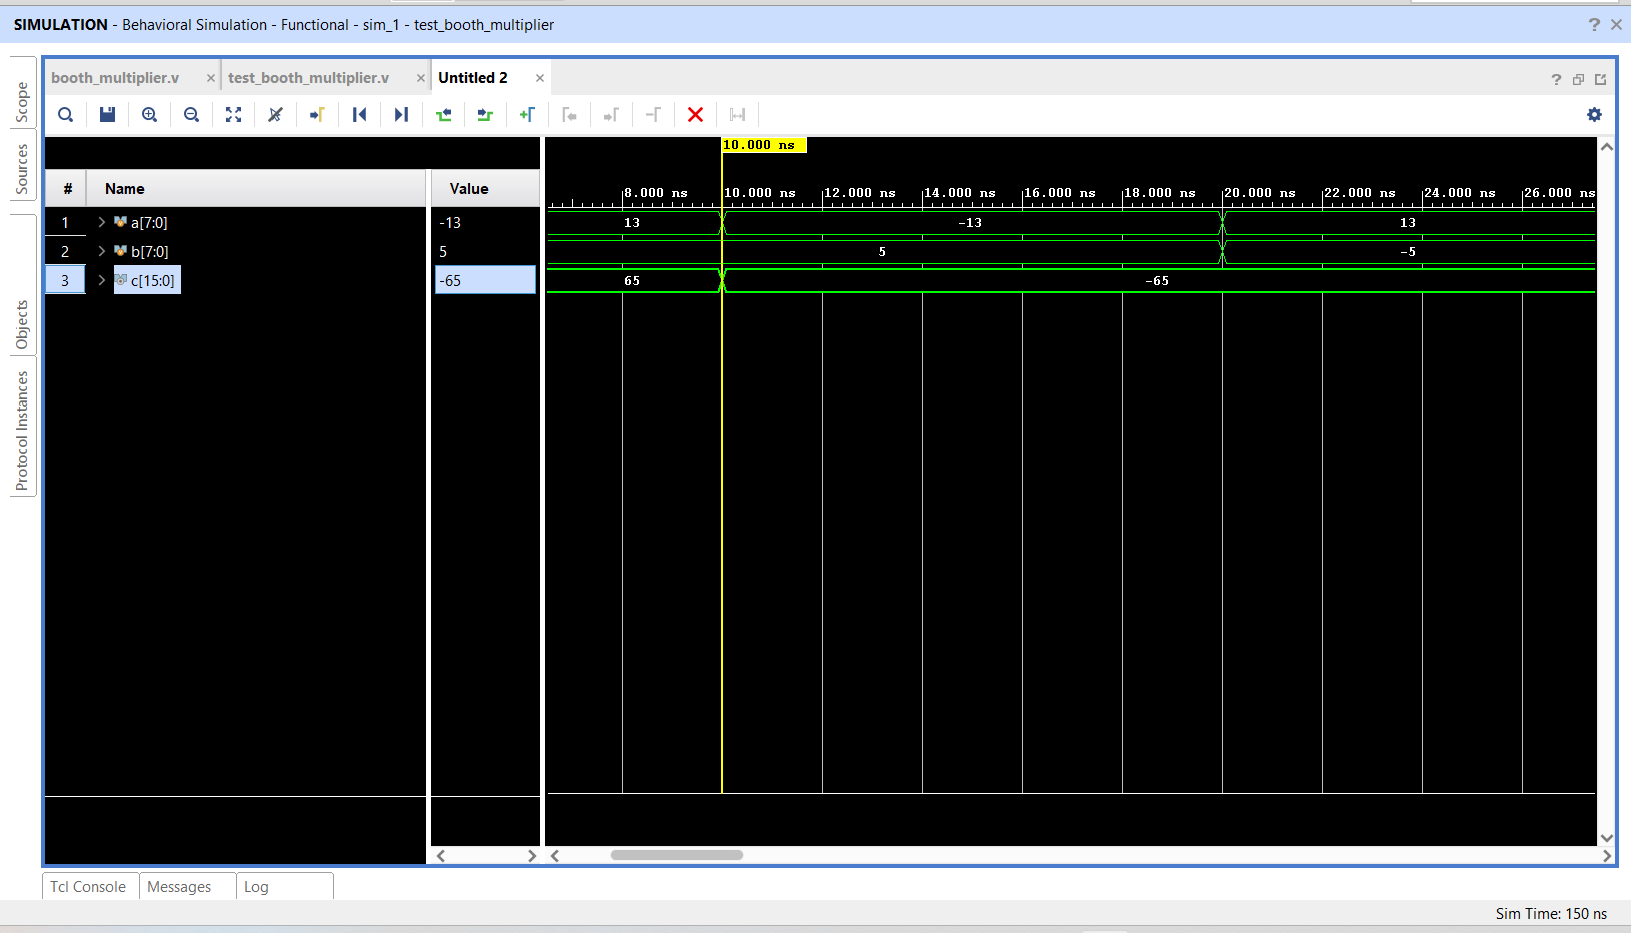 SIMULATION - Behavioral Simulation - Functional - sim_1 - test_booth_multiplier ? ×
booth_multiplier.v × test_booth_multiplier.v × Untitled 2 × ?
10.000 ns
# Name Value
8.000 ns 10.000 ns 12.000 ns 14.000 ns 16.000 ns 18.000 ns 20.000 ns 22.000 ns 24.000 ns 26.000 ns
1 > a[7:0] -13 13 -13 13
2 > b[7:0] 5 5 -5
3 > c[15:0] -65 65 -65
Scope
Sources
Objects
Protocol Instances
Tcl Console Messages Log
Sim Time: 150 ns